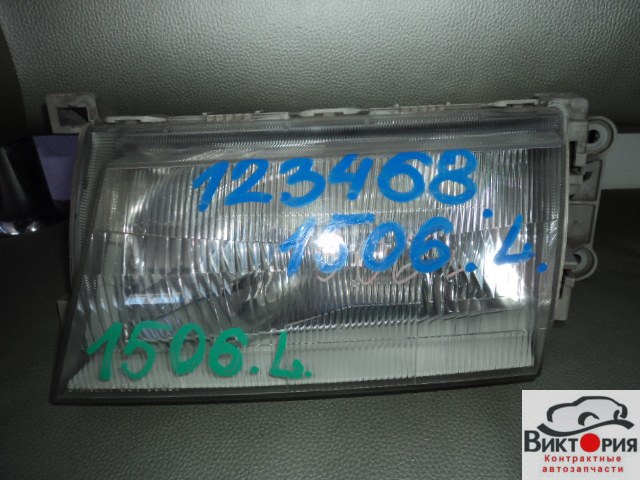 123468
1506.L.
1506.L.
ВИКТОРИЯ
Контрактные
автозапчасти